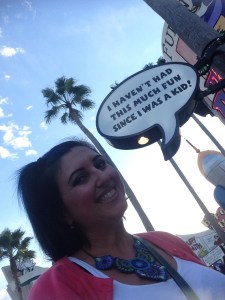 I HAVEN'T HAD
THIS MUCH FUN
SINCE I WAS A KID!